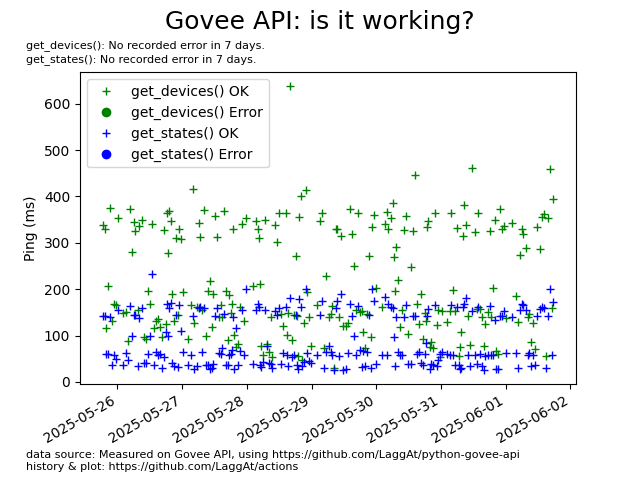 Govee API: is it working?
get_devices(): No recorded error in 7 days.
get_states(): No recorded error in 7 days.
get_devices() OK
get_devices() Error
get_states() OK
get_states() Error
Ping (ms)
600
500
400
300
200
100
0
2025-05-26
2025-05-27
2025-05-28
2025-05-29
2025-05-30
2025-05-31
2025-06-01
2025-06-02
data source: Measured on Govee API, using https://github.com/LaggAt/python-govee-api
history & plot: https://github.com/LaggAt/actions